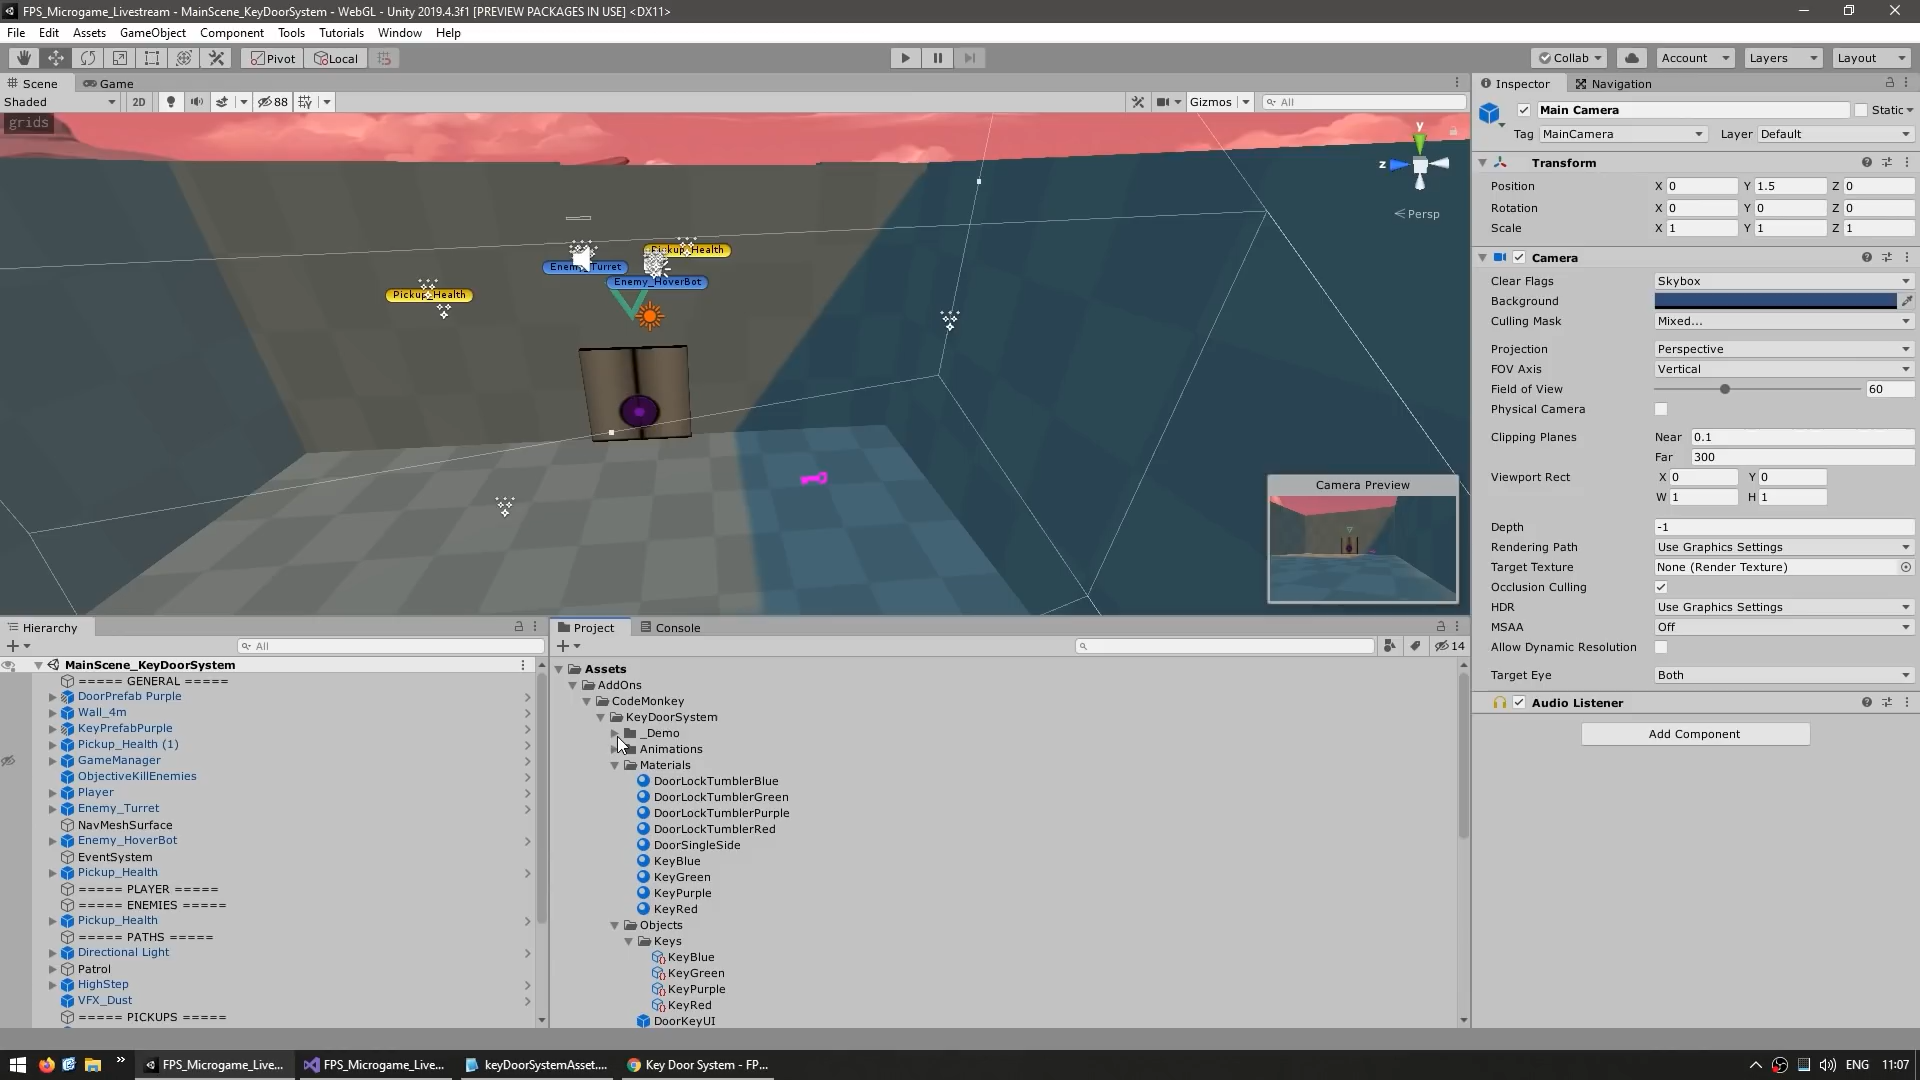 FPS_Microgame_Livestream - MainScene_KeyDoorSystem - WebGL - Unity 2019.4.3f1 [PREVIEW PACKAGES IN USE] <DX11>
File Edit Assets GameObject Component Tools Tutorials Window Help
Pivot Local Collab Account Layers Layout
Scene Game
Shaded 2D 88 Gizmos All
grids
y
z
Persp
Pickup_Health
Enemy_Turret
Enemy_HoverBot
Pickup_Health
Camera Preview
Hierarchy
All
MainScene_KeyDoorSystem
===== GENERAL =====
DoorPrefab Purple
Wall_4m
KeyPrefabPurple
Pickup_Health (1)
GameManager
ObjectiveKillEnemies
Player
Enemy_Turret
NavMeshSurface
Enemy_HoverBot
EventSystem
Pickup_Health
===== PLAYER =====
===== ENEMIES =====
Pickup_Health
===== PATHS =====
Directional Light
Patrol
HighStep
VFX_Dust
===== PICKUPS =====
Project Console
14
Assets
AddOns
CodeMonkey
KeyDoorSystem
_Demo
Animations
Materials
DoorLockTumblerBlue
DoorLockTumblerGreen
DoorLockTumblerPurple
DoorLockTumblerRed
DoorSingleSide
KeyBlue
KeyGreen
KeyPurple
KeyRed
Objects
Keys
KeyBlue
KeyGreen
KeyPurple
KeyRed
DoorKeyUI
Inspector Navigation
Main Camera Static
Tag MainCamera Layer Default
Transform
Position X 0 Y 1.5 Z 0
Rotation X 0 Y 0 Z 0
Scale X 1 Y 1 Z 1
Camera
Clear Flags Skybox
Background
Culling Mask Mixed...
Projection Perspective
FOV Axis Vertical
Field of View 60
Physical Camera
Clipping Planes Near 0.1
Far 300
Viewport Rect X 0 Y 0
W 1 H 1
Depth -1
Rendering Path Use Graphics Settings
Target Texture None (Render Texture)
Occlusion Culling
HDR Use Graphics Settings
MSAA Off
Allow Dynamic Resolution
Target Eye Both
Audio Listener
Add Component
FPS_Microgame_Live... FPS_Microgame_Live... keyDoorSystemAsset.... Key Door System - FP... ENG 11:07